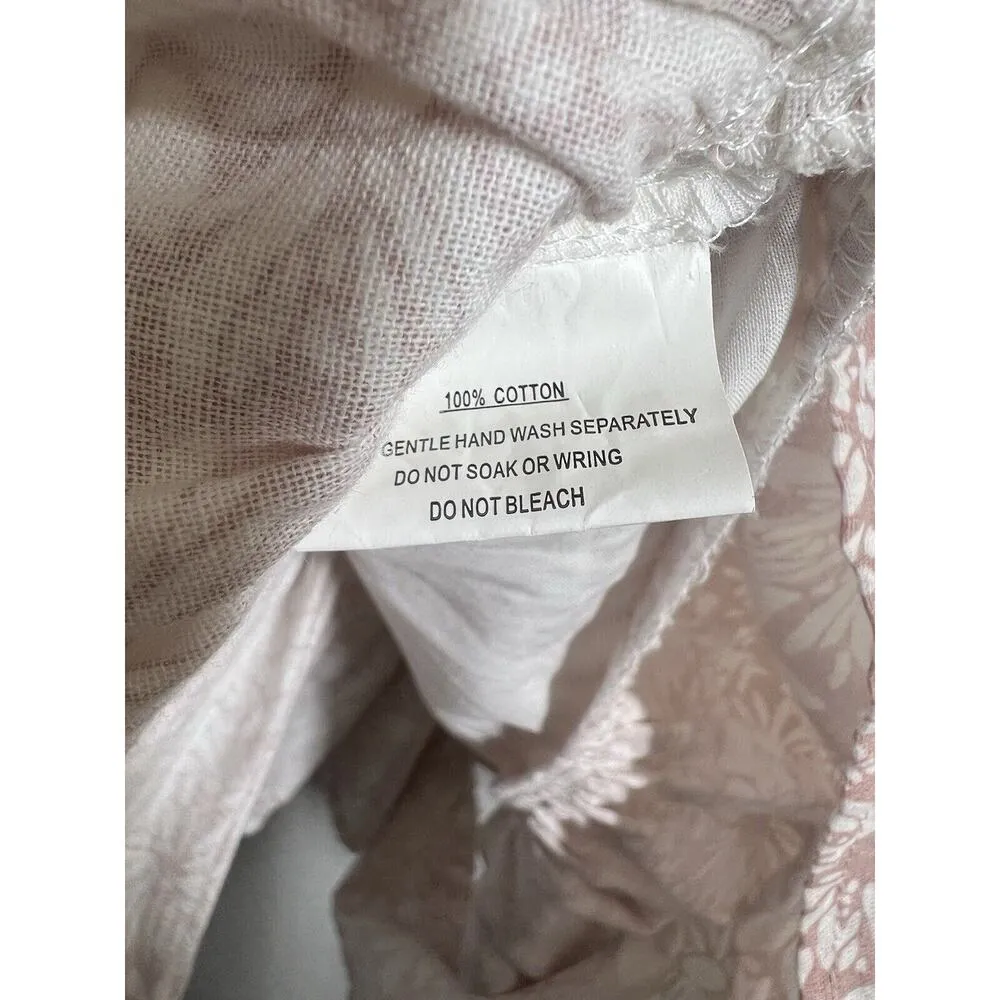 100% COTTON
GENTLE HAND WASH SEPARATELY
DO NOT SOAK OR WRING
DO NOT BLEACH